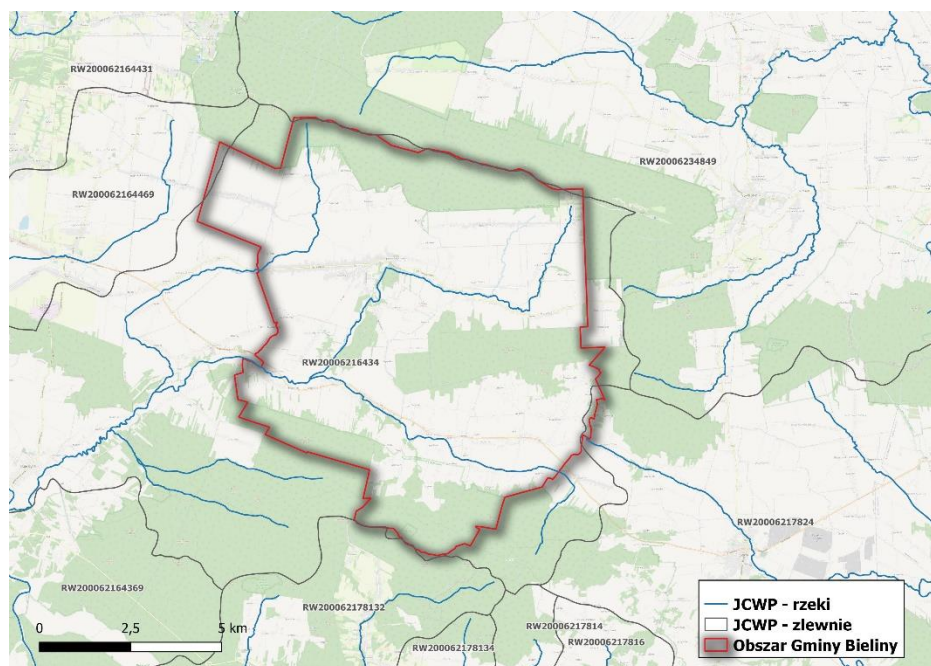 RW200062164431
RW20006234849
RW200062164469
RW20006216434
RW20006217824
RW200062164369
RW200062178132
RW200062178134
RW20006217814
RW20006217816
0 2,5 5 km
JCWP - rzeki
JCWP - zlewnie
Obszar Gminy Bieliny